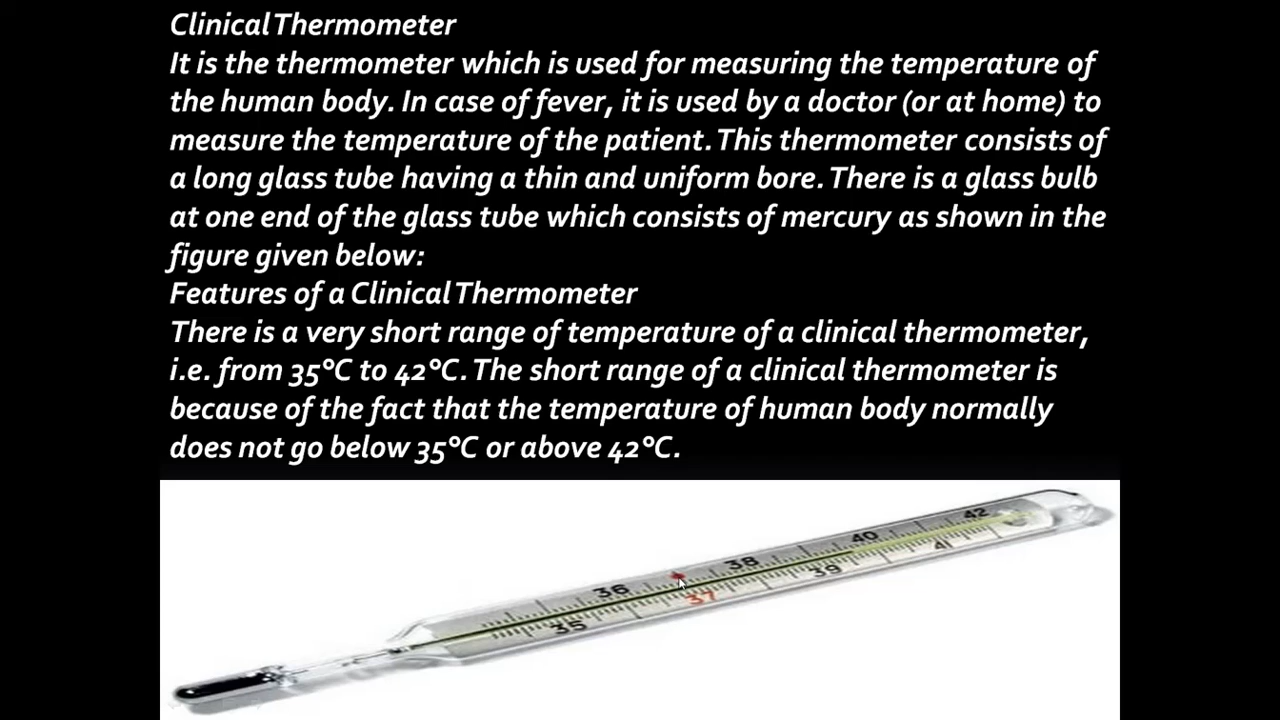 Clinical Thermometer
It is the thermometer which is used for measuring the temperature of
the human body. In case of fever, it is used by a doctor (or at home) to
measure the temperature of the patient. This thermometer consists of
a long glass tube having a thin and uniform bore. There is a glass bulb
at one end of the glass tube which consists of mercury as shown in the
figure given below:
Features of a Clinical Thermometer
There is a very short range of temperature of a clinical thermometer,
i.e. from 35°C to 42°C. The short range of a clinical thermometer is
because of the fact that the temperature of human body normally
does not go below 35°C or above 42°C.
36 38 40 42
35 37 39 41